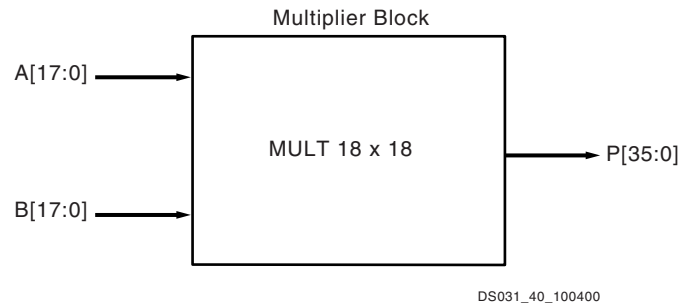 Multiplier Block
A[17:0]
MULT 18 x 18
P[35:0]
B[17:0]
DS031_40_100400